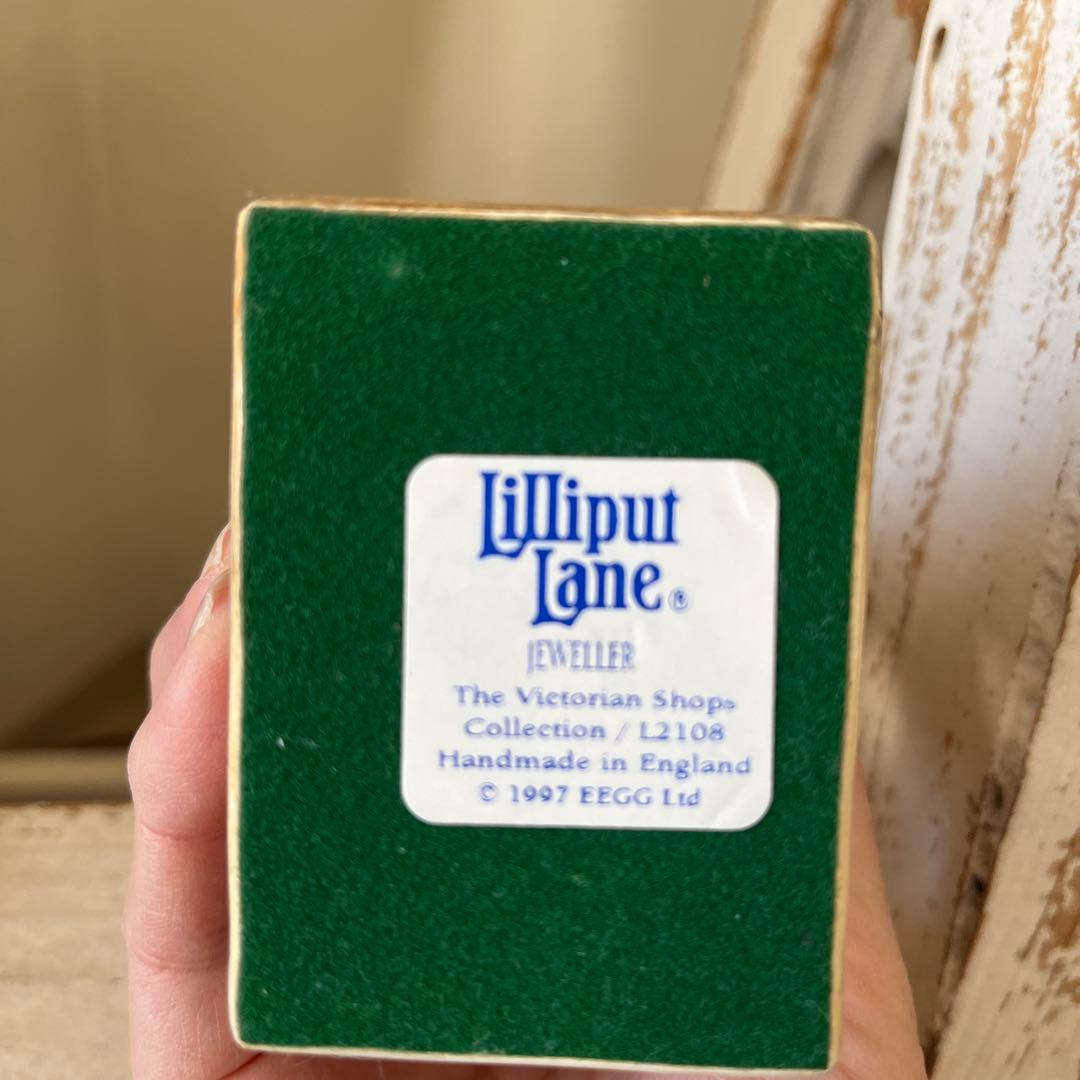 Lilliput
Lane®
JEWELLER
The Victorian Shops
Collection / L2108
Handmade in England
© 1997 EEGG Ltd